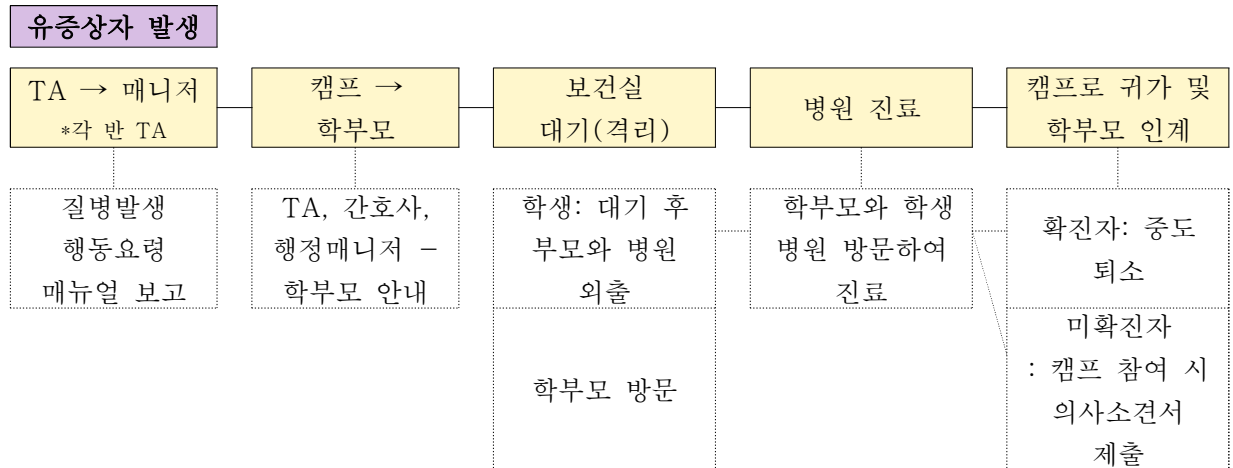 유증상자 발생
TA → 매니저
*각 반 TA
캠프 →
학부모
보건실
대기(격리)
병원 진료
캠프로 귀가 및
학부모 인계
질병발생
행동요령
매뉴얼 보고
TA, 간호사,
행정매니저 -
학부모 안내
학생: 대기 후
부모와 병원
외출
학부모 방문
학부모와 학생
병원 방문하여
진료
확진자: 중도
퇴소
미확진자
: 캠프 참여 시
의사소견서
제출